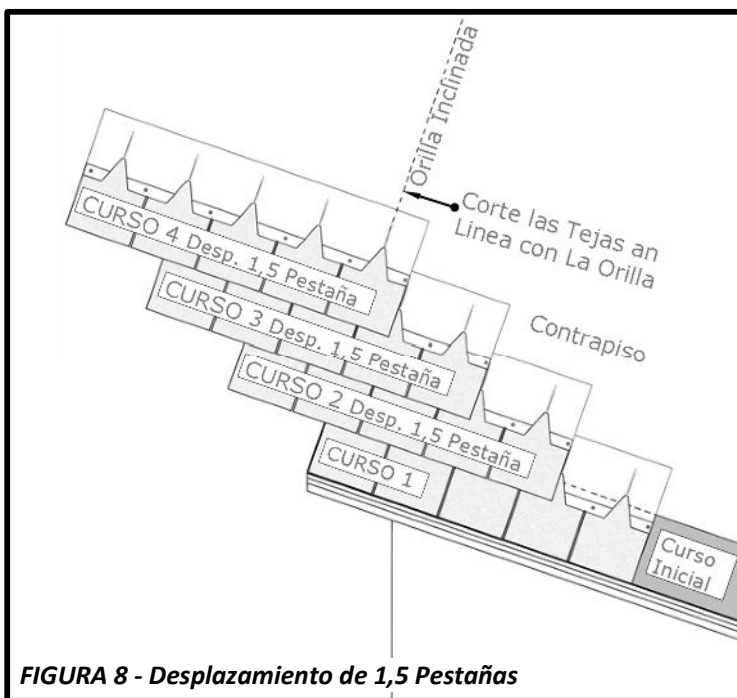 Orilla Inclinada
Corte las Tejas an
Linea con La Orilla
CURSO 4 Desp. 1,5 Pestaña
CURSO 3 Desp. 1,5 Pestaña
Contrapiso
CURSO 2 Desp. 1,5 Pestaña
CURSO 1
Curso
Inicial
FIGURA 8 - Desplazamiento de 1,5 Pestañas